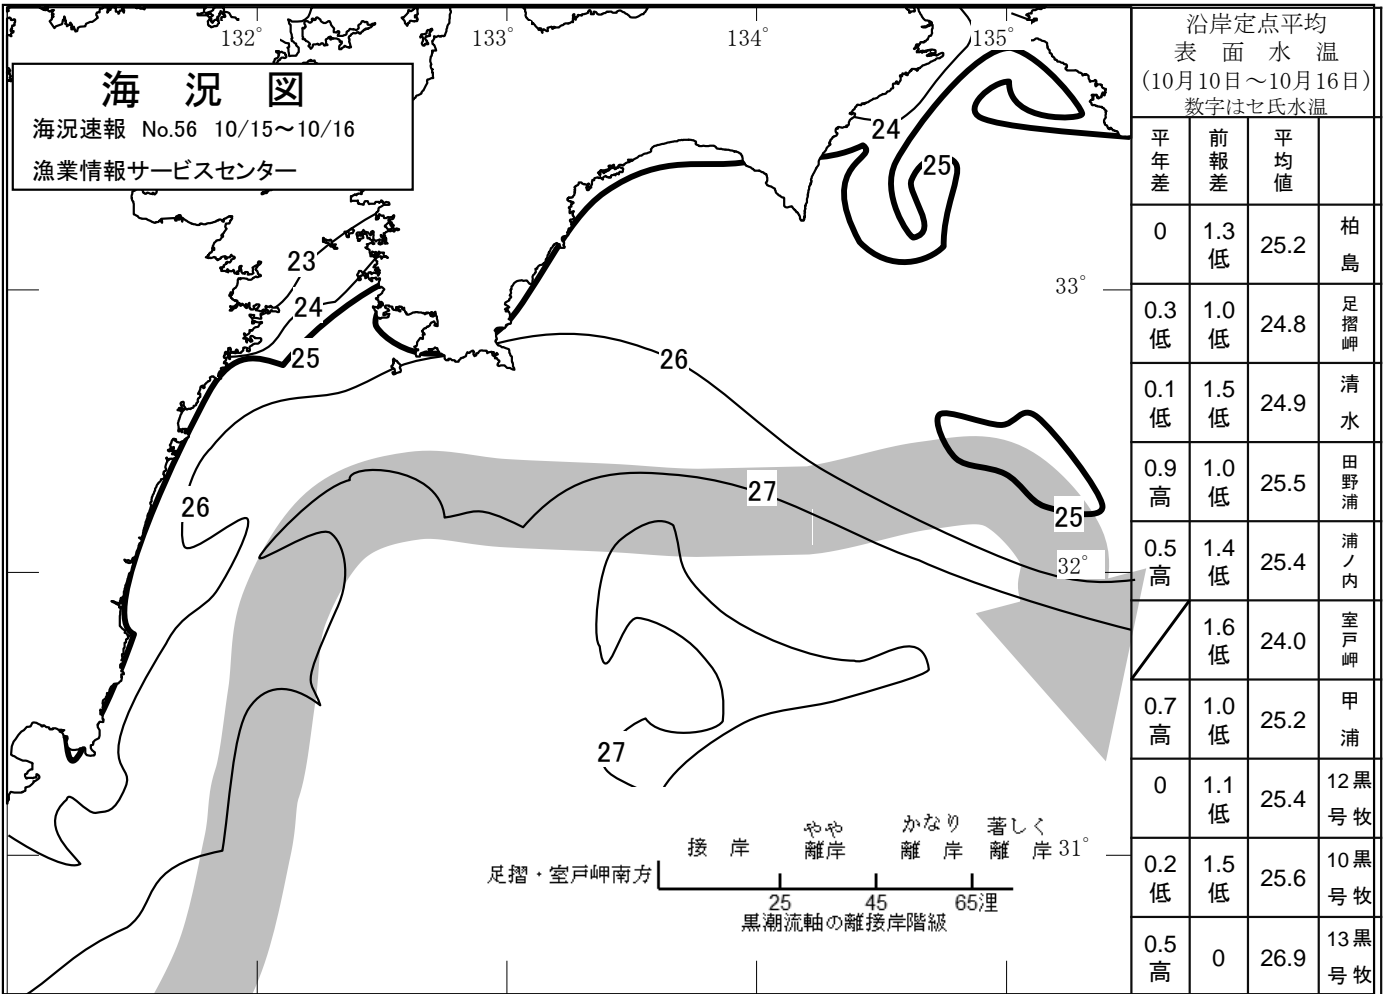 132°
133°
134°
135°
海況図
海況速報 No.56 10/15～10/16
漁業情報サービスセンター
24
25
23
24
25
26
33°
26
27
25
32°
27
接岸
やや
離岸
かなり
離岸
著しく
離岸
31°
足摺・室戸岬南方
25
45
65浬
黒潮流軸の離接岸階級
沿岸定点平均
表面水温
(10月10日～10月16日)
数字はセ氏水温
平年差 前報差 平均値
0 1.3低 25.2 柏島
0.3低 1.0低 24.8 足摺岬
0.1低 1.5低 24.9 清水
0.9高 1.0低 25.5 田野浦
0.5高 1.4低 25.4 浦ノ内
1.6低 24.0 室戸岬
0.7高 1.0低 25.2 甲浦
0 1.1低 25.4 12黒号牧
0.2低 1.5低 25.6 10黒号牧
0.5高 0 26.9 13黒号牧